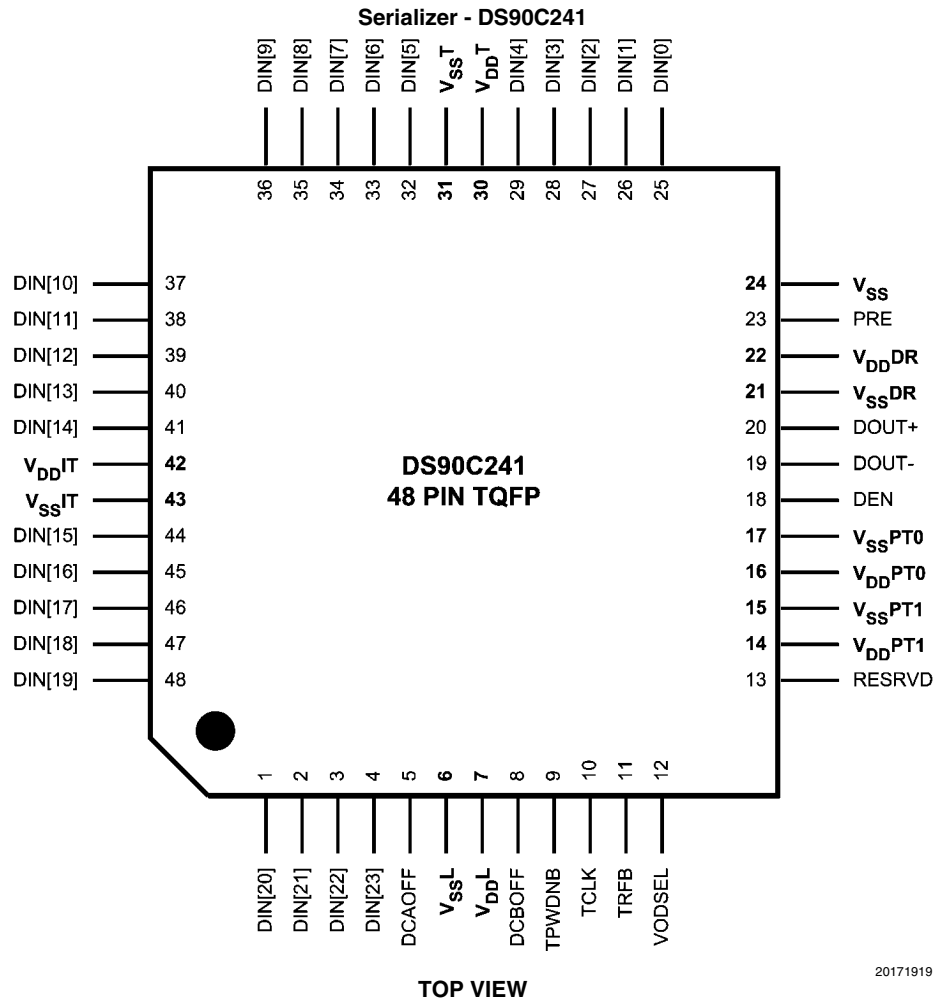 Serializer - DS90C241
DIN[9]
DIN[8]
DIN[7]
DIN[6]
DIN[5]
VSST
VDDT
DIN[4]
DIN[3]
DIN[2]
DIN[1]
DIN[0]
36
35
34
33
32
31
30
29
28
27
26
25
DIN[10] 37
DIN[11] 38
DIN[12] 39
DIN[13] 40
DIN[14] 41
VDDIT 42
VSSIT 43
DIN[15] 44
DIN[16] 45
DIN[17] 46
DIN[18] 47
DIN[19] 48
DS90C241
48 PIN TQFP
24 VSS
23 PRE
22 VDDDR
21 VSSDR
20 DOUT+
19 DOUT-
18 DEN
17 VSSPT0
16 VDDPT0
15 VSSPT1
14 VDDPT1
13 RESRVD
1
2
3
4
5
6
7
8
9
10
11
12
DIN[20]
DIN[21]
DIN[22]
DIN[23]
DCAOFF
VSSL
VDDL
DCBOFF
TPWDNB
TCLK
TRFB
VODSEL
20171919
TOP VIEW